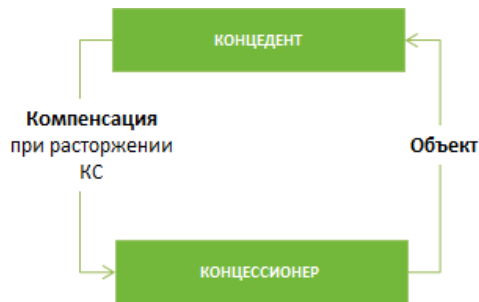 КОНЦЕДЕНТ
Компенсация
при расторжении
КС
Объект
КОНЦЕССИОНЕР